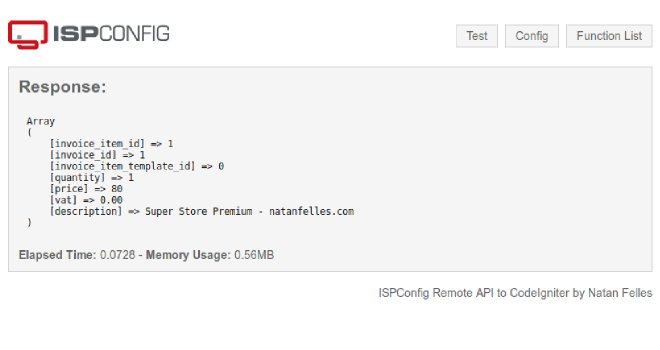 ISPCONFIG
Test Config Function List
Response:
Array
(
[invoice_item_id] => 1
[invoice_id] => 1
[invoice_item_template_id] => 0
[quantity] => 1
[price] => 80
[vat] => 0.00
[description] => Super Store Premium - natanfelles.com
)
Elapsed Time: 0.0728 - Memory Usage: 0.56MB
ISPConfig Remote API to CodeIgniter by Natan Felles